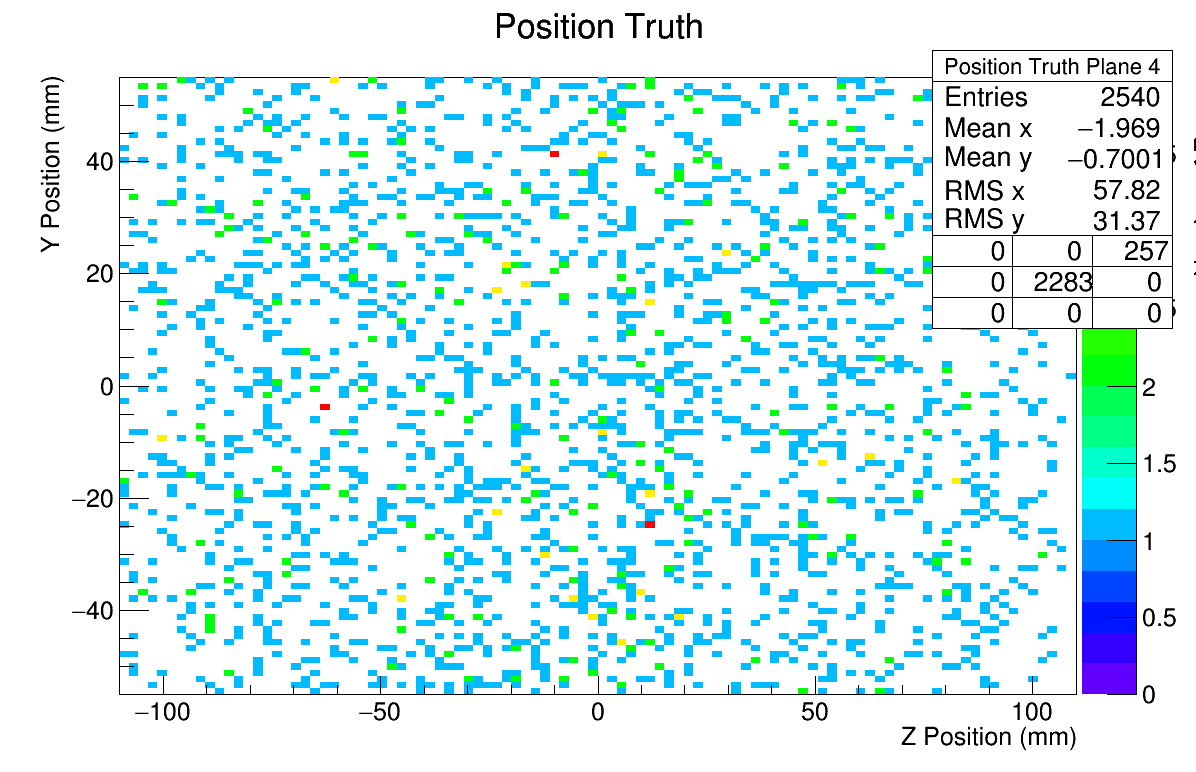 Position Truth
Position Truth Plane 4
Entries 2540
Mean x −1.969
Mean y −0.7001
RMS x 57.82
RMS y 31.37
0 0 257
0 2283 0
0 0 0
Y Position (mm)
40
20
0
−20
−40
2
1.5
1
0.5
0
−100 −50 0 50 100
Z Position (mm)